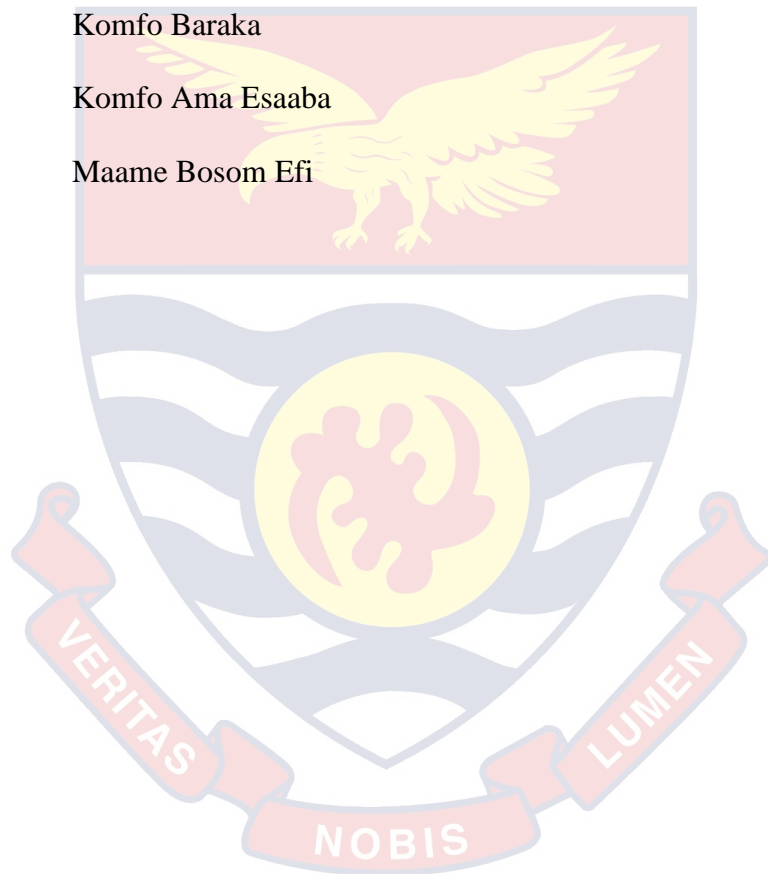 Komfo Baraka
Komfo Ama Esaaba
Maame Bosom Efi
VERITAS
NOBIS
LUMEN